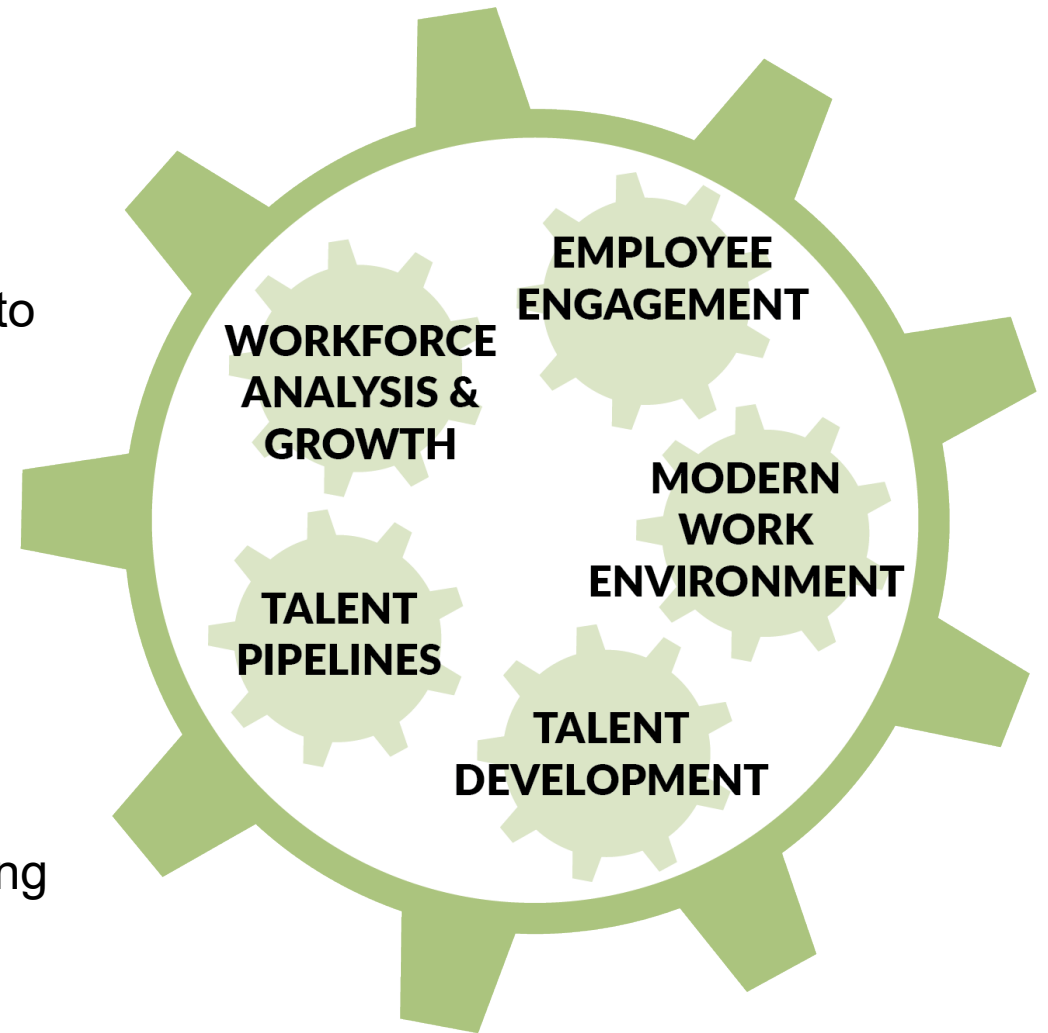 to
ng
EMPLOYEE
ENGAGEMENT
WORKFORCE
ANALYSIS &
GROWTH
MODERN
WORK
ENVIRONMENT
TALENT
PIPELINES
TALENT
DEVELOPMENT